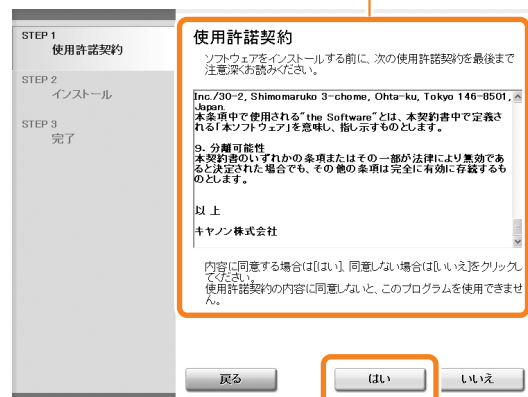 STEP 1
使用許諾契約
STEP 2
インストール
STEP 3
完了
使用許諾契約
ソフトウェアをインストールする前に、次の使用許諾契約を最後まで
注意深くお読みください。
Inc./30-2, Shimomaruko 3-chome, Ohta-ku, Tokyo 146-8501,
Japan.
本条項中で使用される"the Software"とは、本契約書中で定義さ
れる「本ソフトウェア」を意味し、指し示すものとします。
9. 分離可能性
本契約書のいずれかの条項またはその一部が法律により無効であ
ると決定された場合でも、その他の条項は完全に有効に存続するも
のとします。
以 上
キヤノン株式会社
内容に同意する場合は[はい]、同意しない場合は[いいえ]をクリックし
てください。
使用許諾契約の内容に同意しないと、このプログラムを使用できませ
ん。
戻る
はい
いいえ